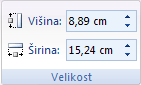 Višina: 8,89 cm
Širina: 15,24 cm
Velikost